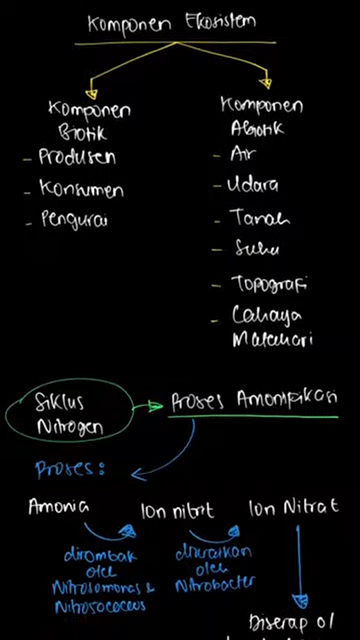 Komponen Ekosistem
Komponen
Biotik
- Produsen
- Konsumen
- Pengurai
Komponen
Abiotik
- Air
- Udara
- Tanah
- Suhu
- Topografi
- Cahaya
Matahari
Siklus
Nitrogen
Proses Amonifikasi
Proses:
Amonia
Ion nitrit
Ion Nitrat
dirombak
oleh
Nitrosomonas &
Nitrosococcus
diuraikan
oleh
Nitrobacter
Diserap ol